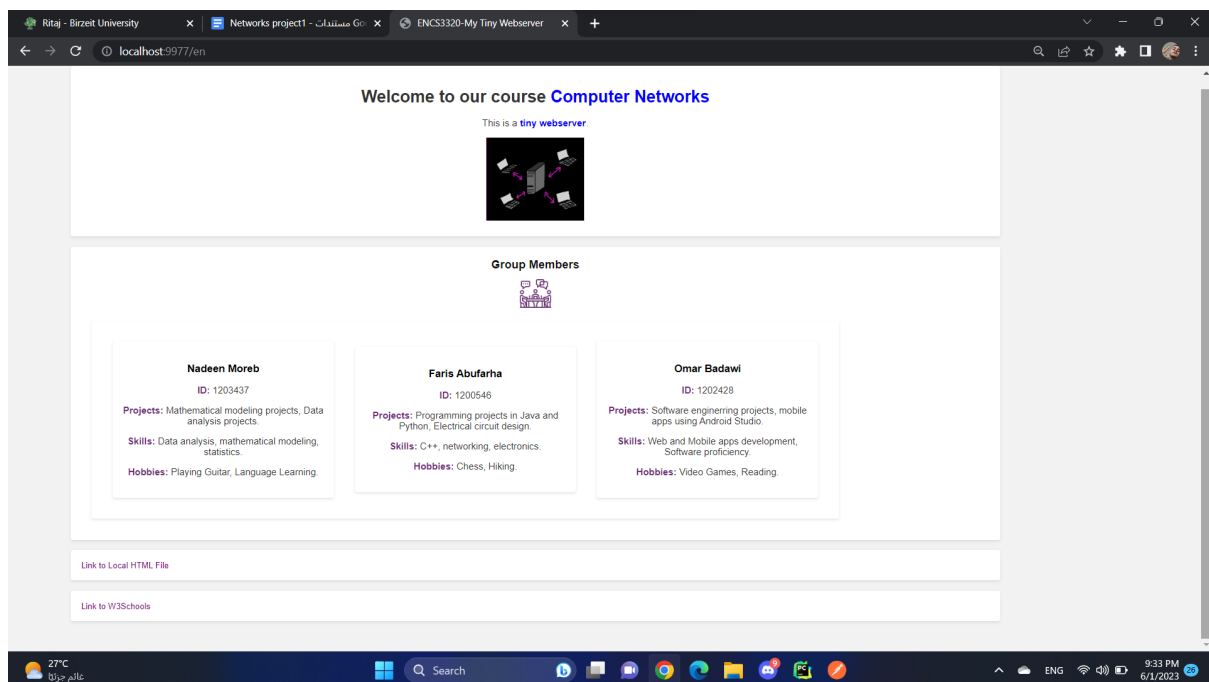 Ritaj - Birzeit University
Networks project1 - مستندات Go
ENCS3320-My Tiny Webserver
localhost:9977/en
Welcome to our course Computer Networks
This is a tiny webserver.
Group Members
Nadeen Moreb
ID: 1203437
Projects: Mathematical modeling projects, Data
analysis projects.
Skills: Data analysis, mathematical modeling,
statistics.
Hobbies: Playing Guitar, Language Learning.
Faris Abufarha
ID: 1200546
Projects: Programming projects in Java and
Python, Electrical circuit design.
Skills: C++, networking, electronics.
Hobbies: Chess, Hiking.
Omar Badawi
ID: 1202428
Projects: Software enginerring projects, mobile
apps using Android Studio.
Skills: Web and Mobile apps development,
Software proficiency.
Hobbies: Video Games, Reading.
Link to Local HTML File
Link to W3Schools
27°C
غائم جزئيًا
Search
9
ENG
9:33 PM
6/1/2023
26